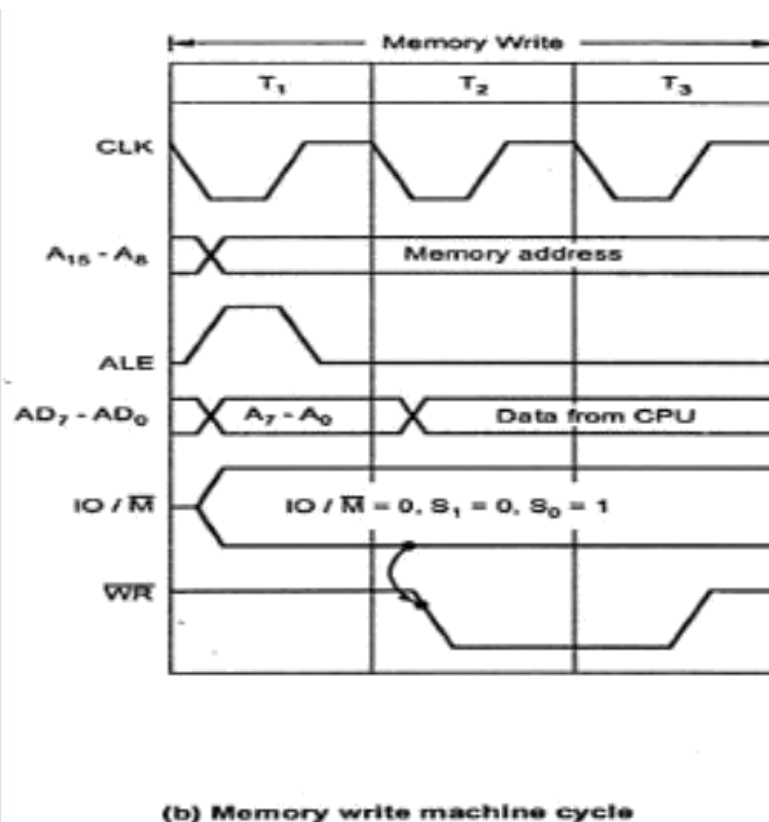 Memory Write
T₁ T₂ T₃
CLK
A₁₅ - A₈ Memory address
ALE
AD₇ - AD₀ A₇ - A₀ Data from CPU
IO / M̅ IO / M̅ = 0, S₁ = 0, S₀ = 1
W̅R̅
(b) Memory write machine cycle